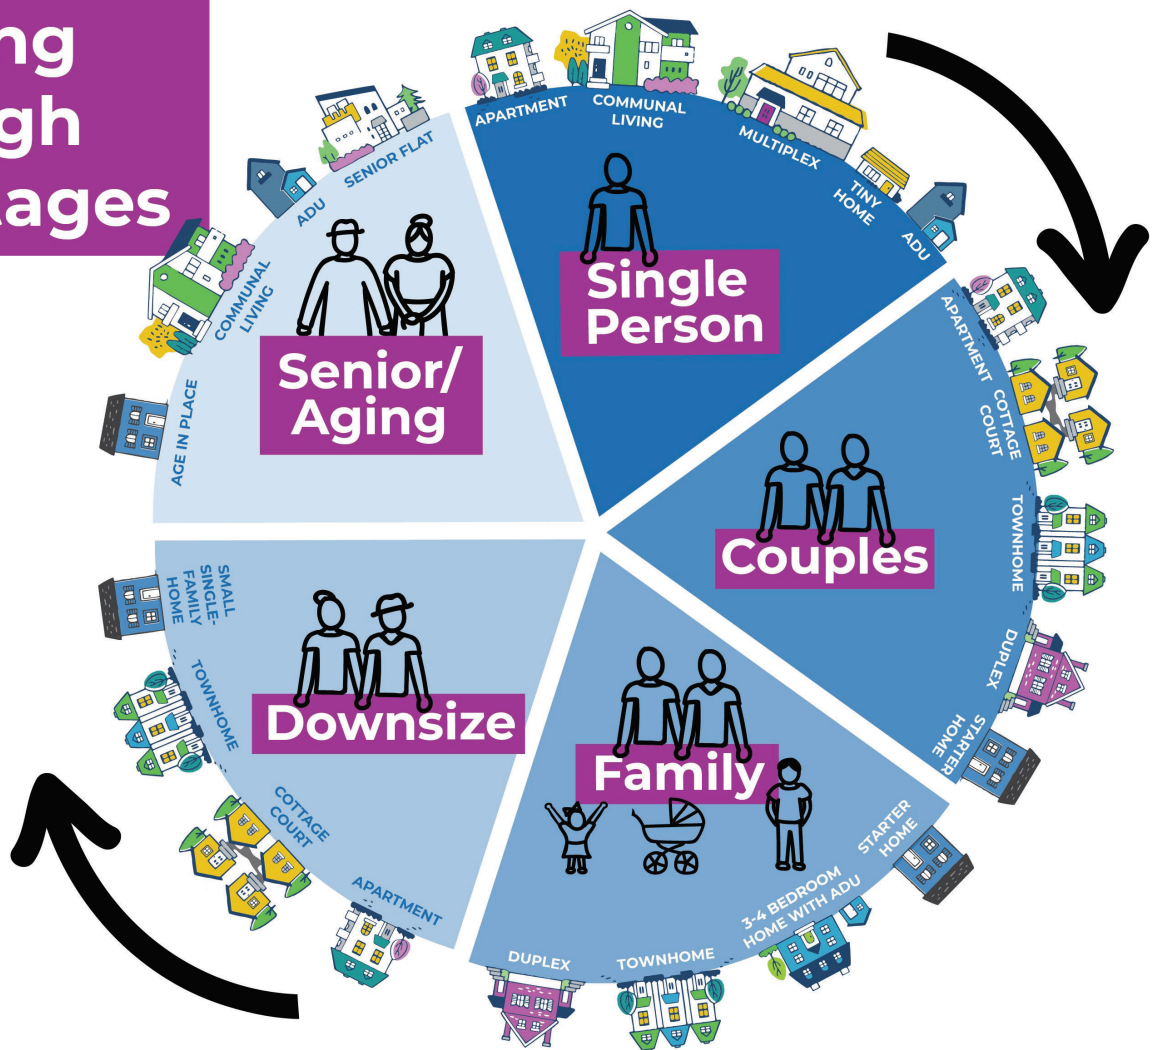 ng
gh
ages
APARTMENT
COMMUNAL
LIVING
MULTIPLEX
TINY
HOME
ADU
Single
Person
APARTMENT
COTTAGE
COURT
TOWNHOME
DUPLEX
STARTER
HOME
Couples
STARTER
HOME
3-4 BEDROOM
HOME WITH ADU
TOWNHOME
DUPLEX
Family
APARTMENT
COTTAGE
COURT
TOWNHOME
SMALL
SINGLE-
FAMILY
HOME
Downsize
AGE IN PLACE
COMMUNAL
LIVING
ADU
SENIOR FLAT
Senior/
Aging